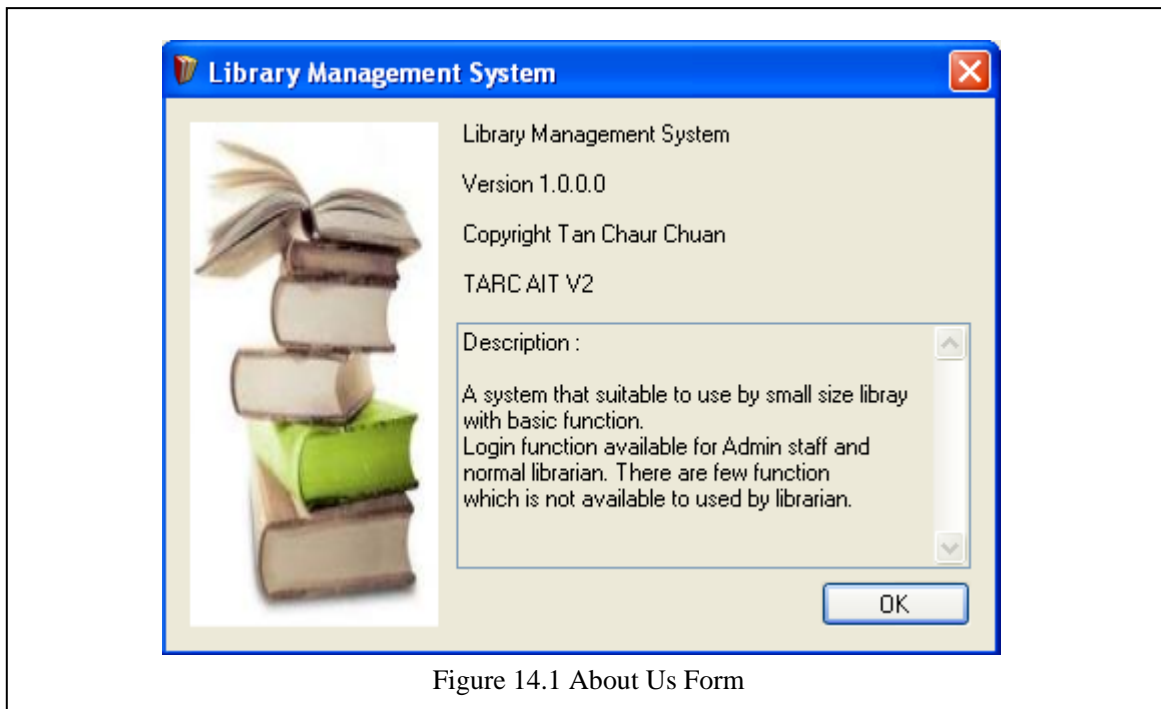 Library Management System
Library Management System
Version 1.0.0.0
Copyright Tan Chaur Chuan
TARC AIT V2
Description :
A system that suitable to use by small size libray
with basic function.
Login function available for Admin staff and
normal librarian. There are few function
which is not available to used by librarian.
OK
Figure 14.1 About Us Form